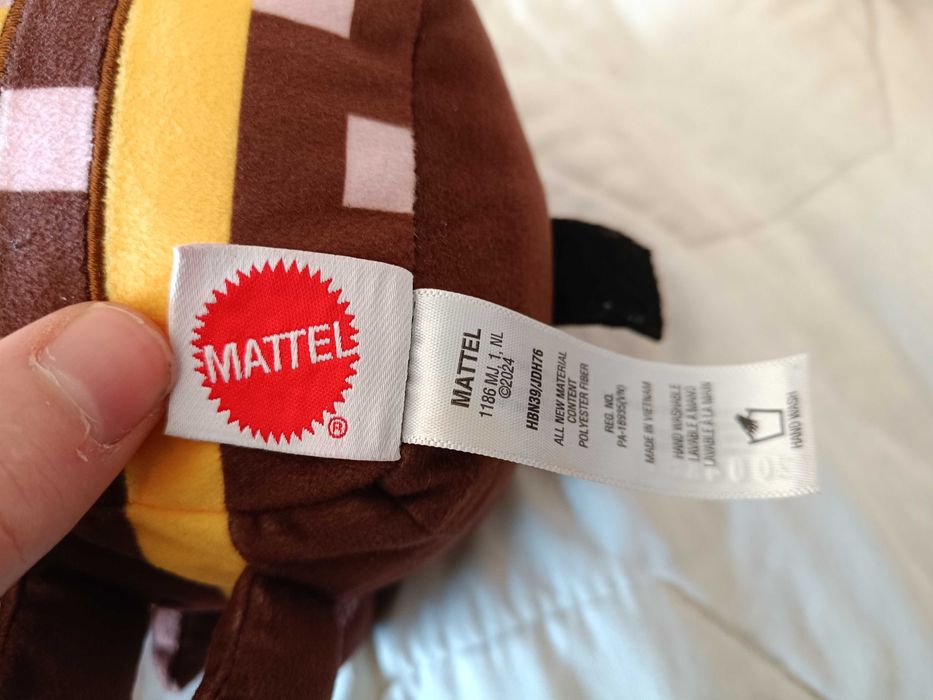 MATTEL
®
MATTEL
1186 MJ, 1, NL
©2024
HBN39/JDH76
ALL NEW MATERIAL
CONTENT
POLYESTER FIBER
REG. NO.
PA-18935(VN)
MADE IN VIETNAM
HAND WASHABLE
LAVABLE À MANO
LAVABLE À LA MAIN
HAND WASH